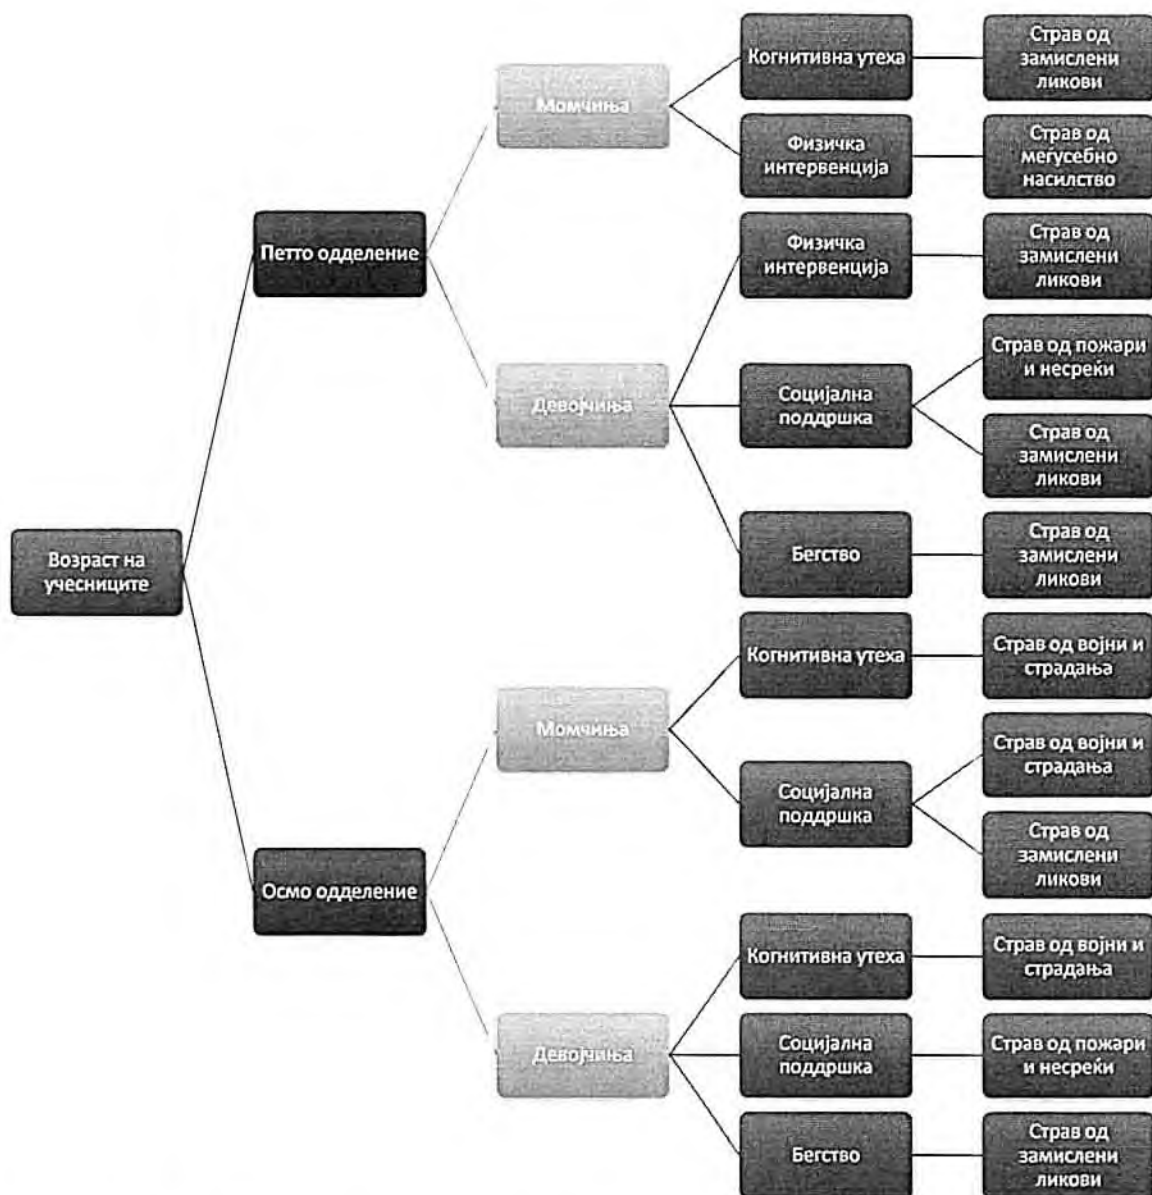 Возраст на
учесниците
Петто одделение
Момчиња
Когнитивна утеха
Страв од
замислени
ликови
Физичка
интервенција
Страв од
меѓусебно
насилство
Девојчиња
Физичка
интервенција
Страв од
замислени
ликови
Социјална
поддршка
Страв од пожари
и несреќи
Страв од
замислени
ликови
Бегство
Страв од
замислени
ликови
Осмо одделение
Момчиња
Когнитивна утеха
Страв од војни и
страдања
Социјална
поддршка
Страв од војни и
страдања
Страв од
замислени
ликови
Девојчиња
Когнитивна утеха
Страв од војни и
страдања
Социјална
поддршка
Страв од пожари
и несреќи
Бегство
Страв од
замислени
ликови